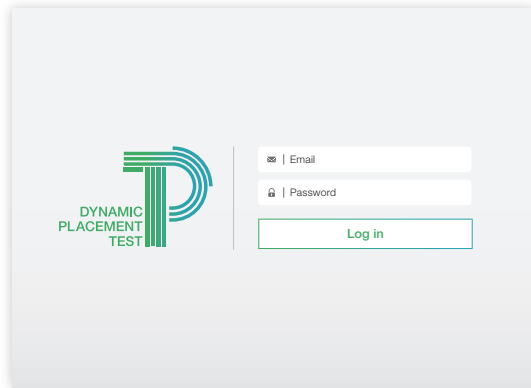 DYNAMIC
PLACEMENT
TEST
Email
Password
Log in